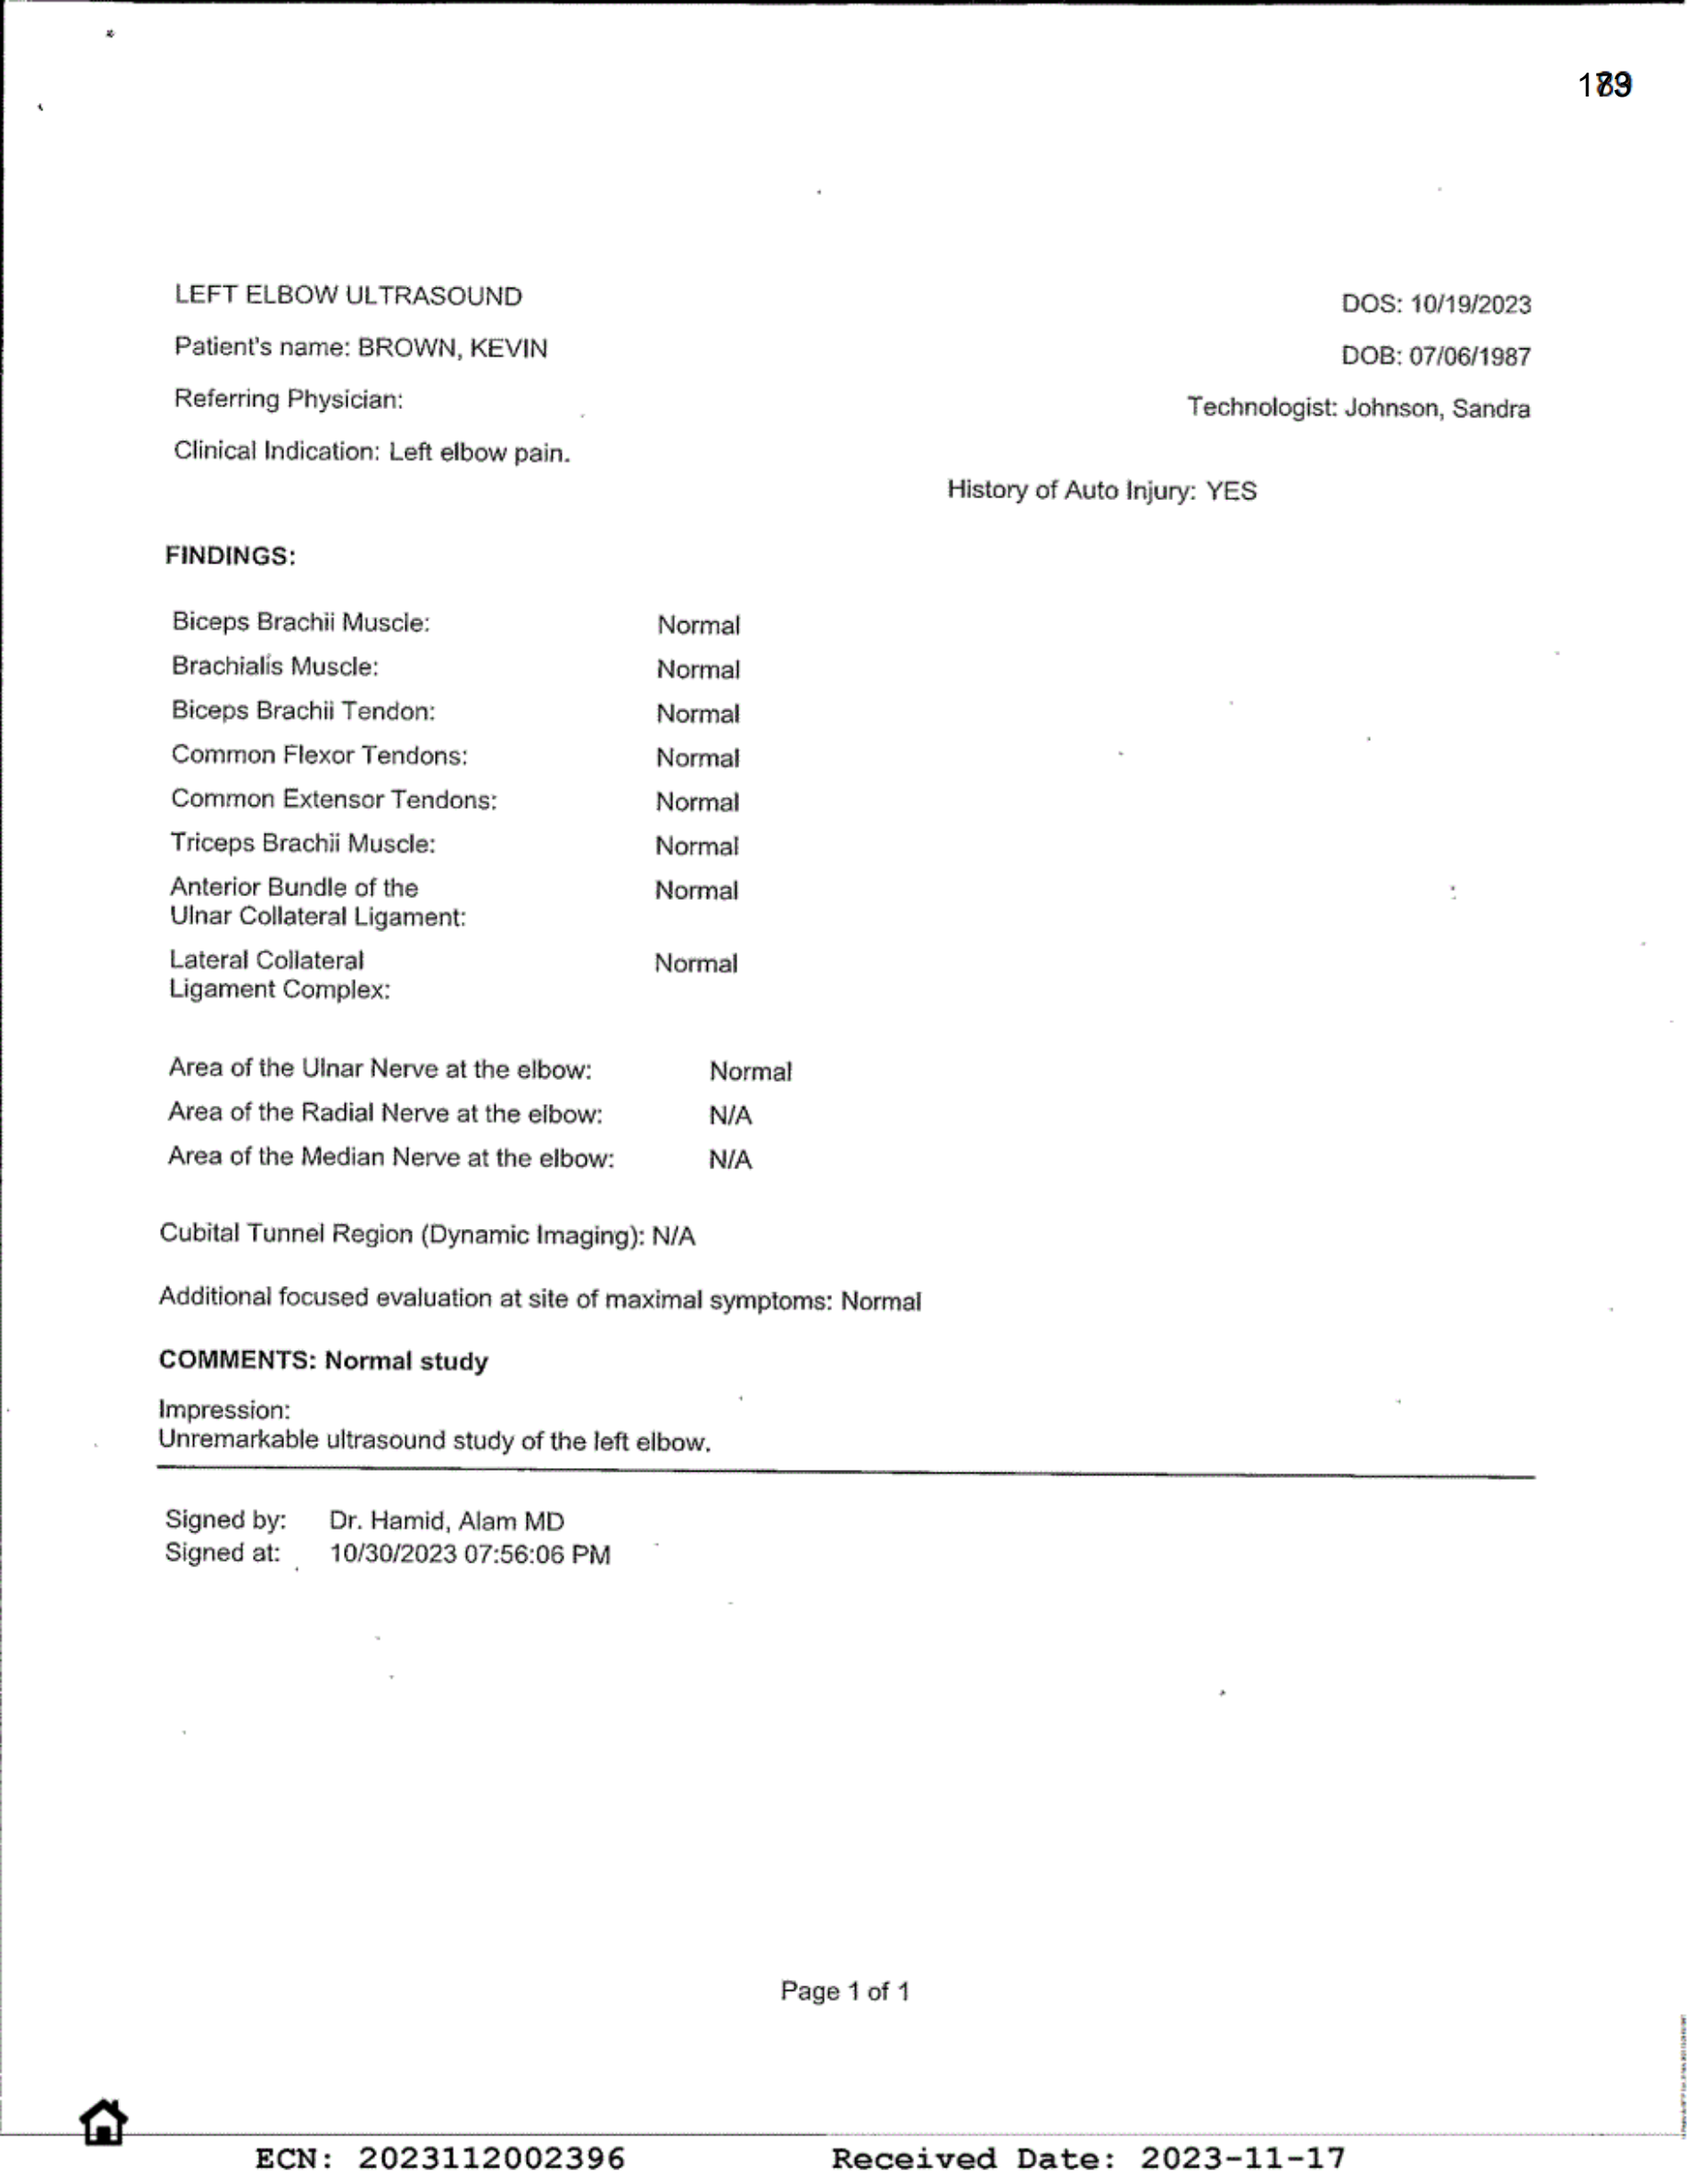 LEFT ELBOW ULTRASOUND
DOS: 10/19/2023
Patient's name: BROWN, KEVIN
DOB: 07/06/1987
Referring Physician:
Technologist: Johnson, Sandra
Clinical Indication: Left elbow pain.
History of Auto Injury: YES
FINDINGS:
Biceps Brachii Muscle: Normal
Brachialis Muscle: Normal
Biceps Brachii Tendon: Normal
Common Flexor Tendons: Normal
Common Extensor Tendons: Normal
Triceps Brachii Muscle: Normal
Anterior Bundle of the Normal
Ulnar Collateral Ligament:
Lateral Collateral Normal
Ligament Complex:
Area of the Ulnar Nerve at the elbow: Normal
Area of the Radial Nerve at the elbow: N/A
Area of the Median Nerve at the elbow: N/A
Cubital Tunnel Region (Dynamic Imaging): N/A
Additional focused evaluation at site of maximal symptoms: Normal
COMMENTS: Normal study
Impression:
Unremarkable ultrasound study of the left elbow.
Signed by: Dr. Hamid, Alam MD
Signed at: 10/30/2023 07:56:06 PM
Page 1 of 1
ECN: 2023112002396 Received Date: 2023-11-17